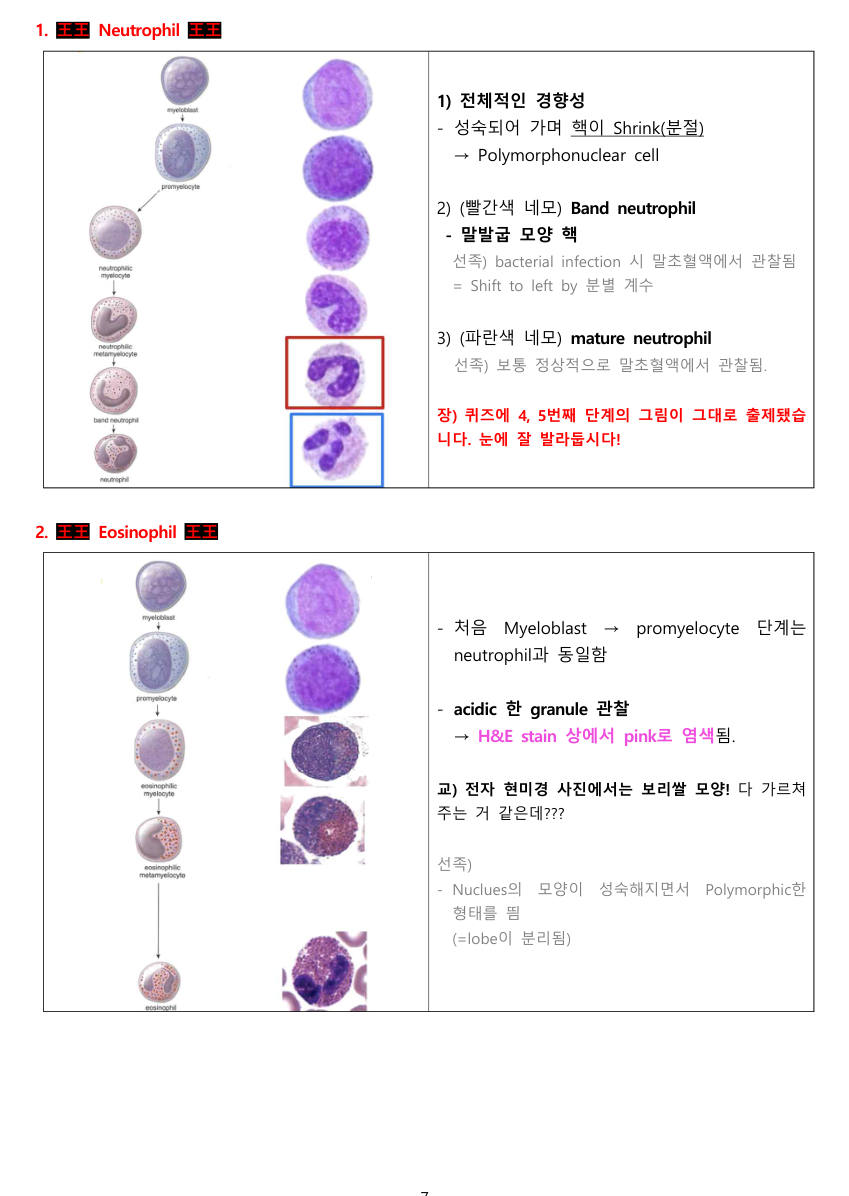 1. 王王 Neutrophil 王王
myeloblast
promyelocyte
neutrophilic
myelocyte
neutrophilic
metamyelocyte
band neutrophil
neutrophil
1) 전체적인 경향성
- 성숙되어 가며 핵이 Shrink(분절)
→ Polymorphonuclear cell
2) (빨간색 네모) Band neutrophil
- 말발굽 모양 핵
선족) bacterial infection 시 말초혈액에서 관찰됨
= Shift to left by 분별 계수
3) (파란색 네모) mature neutrophil
선족) 보통 정상적으로 말초혈액에서 관찰됨.
장) 퀴즈에 4, 5번째 단계의 그림이 그대로 출제됐습
니다. 눈에 잘 발라둡시다!
2. 王王 Eosinophil 王王
myeloblast
promyelocyte
eosinophilic
myelocyte
eosinophilic
metamyelocyte
eosinophil
- 처음 Myeloblast → promyelocyte 단계는
neutrophil과 동일함
- acidic 한 granule 관찰
→ H&E stain 상에서 pink로 염색됨.
교) 전자 현미경 사진에서는 보리쌀 모양! 다 가르쳐
주는 거 같은데???
선족)
- Nuclues의 모양이 성숙해지면서 Polymorphic한
형태를 띔
(=lobe이 분리됨)
7